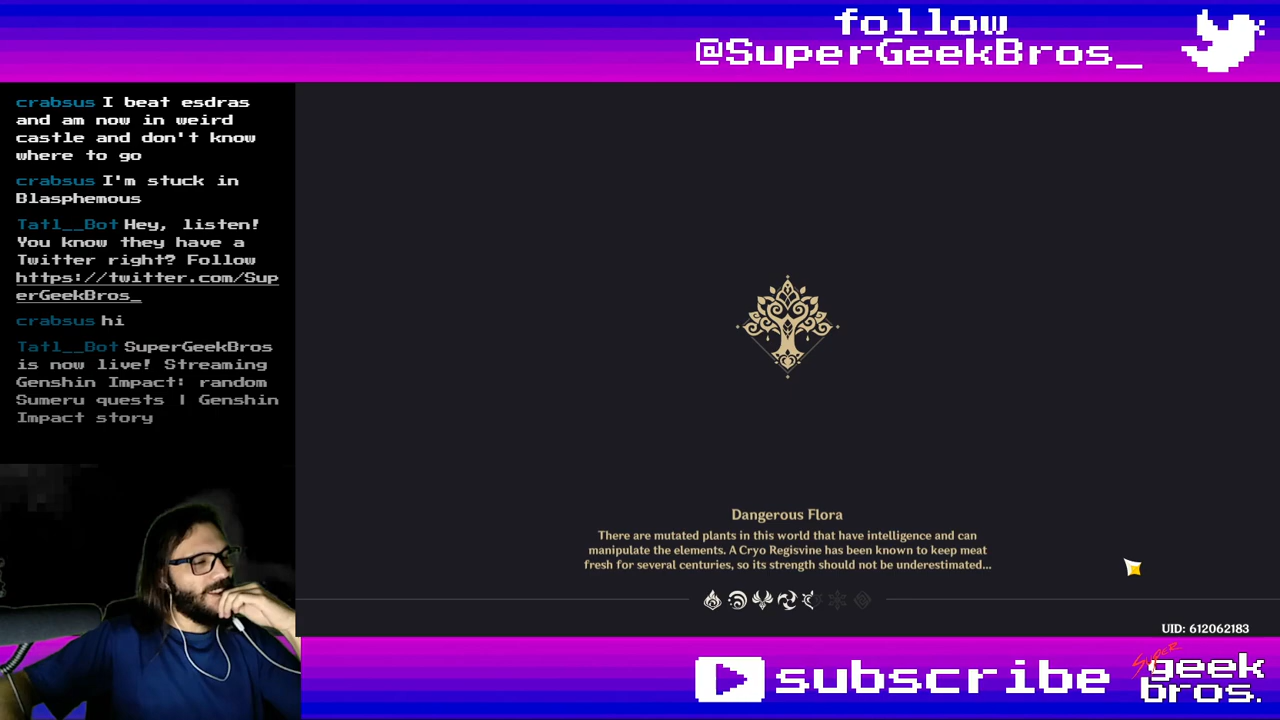 follow
@SuperGeekBros_
crabsus I beat esdras
and am now in weird
castle and don't know
where to go
crabsus I'm stuck in
Blasphemous
Tatl__Bot Hey, listen!
You know they have a
Twitter right? Follow
https://twitter.com/Sup
erGeekBros_
crabsus hi
Tatl__Bot SuperGeekBros
is now live! Streaming
Genshin Impact: random
Sumeru quests | Genshin
Impact story
Dangerous Flora
There are mutated plants in this world that have intelligence and can
manipulate the elements. A Cryo Regisvine has been known to keep meat
fresh for several centuries, so its strength should not be underestimated...
UID: 612062183
subscribe
super
geek
bros.